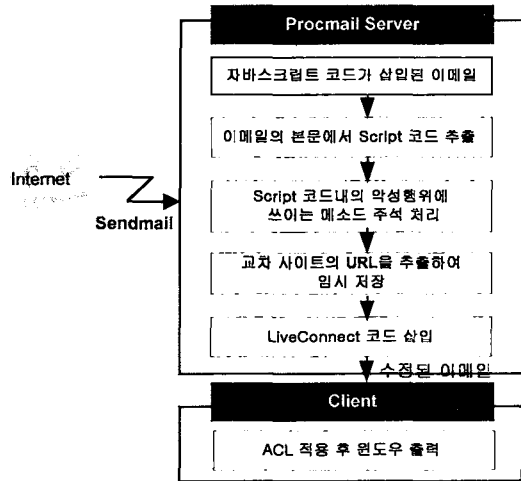 Procmail Server
자바스크립트 코드가 삽입된 이메일
이메일의 본문에서 Script 코드 추출
Internet
Sendmail
Script 코드내의 악성행위에
쓰이는 메소드 주석 처리
교차 사이트의 URL을 추출하여
임시 저장
LiveConnect 코드 삽입
수정된 이메일
Client
ACL 적용 후 윈도우 출력